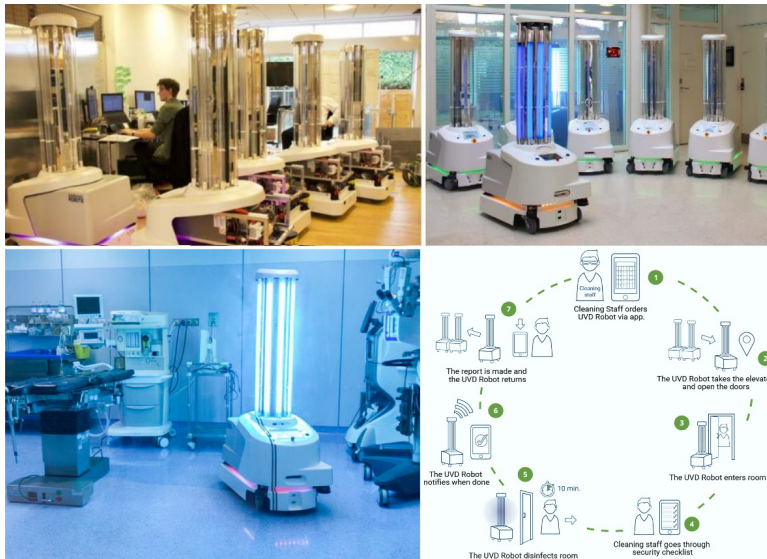 Cleaning
staff
1
Cleaning Staff orders
UVD Robot via app.
2
The UVD Robot takes the elevat
and open the doors
3
The UVD Robot enters room
4
Cleaning staff goes through
security checklist
5
10 min.
The UVD Robot disinfects room
6
The UVD Robot
notifies when done
7
The report is made and
the UVD Robot returns